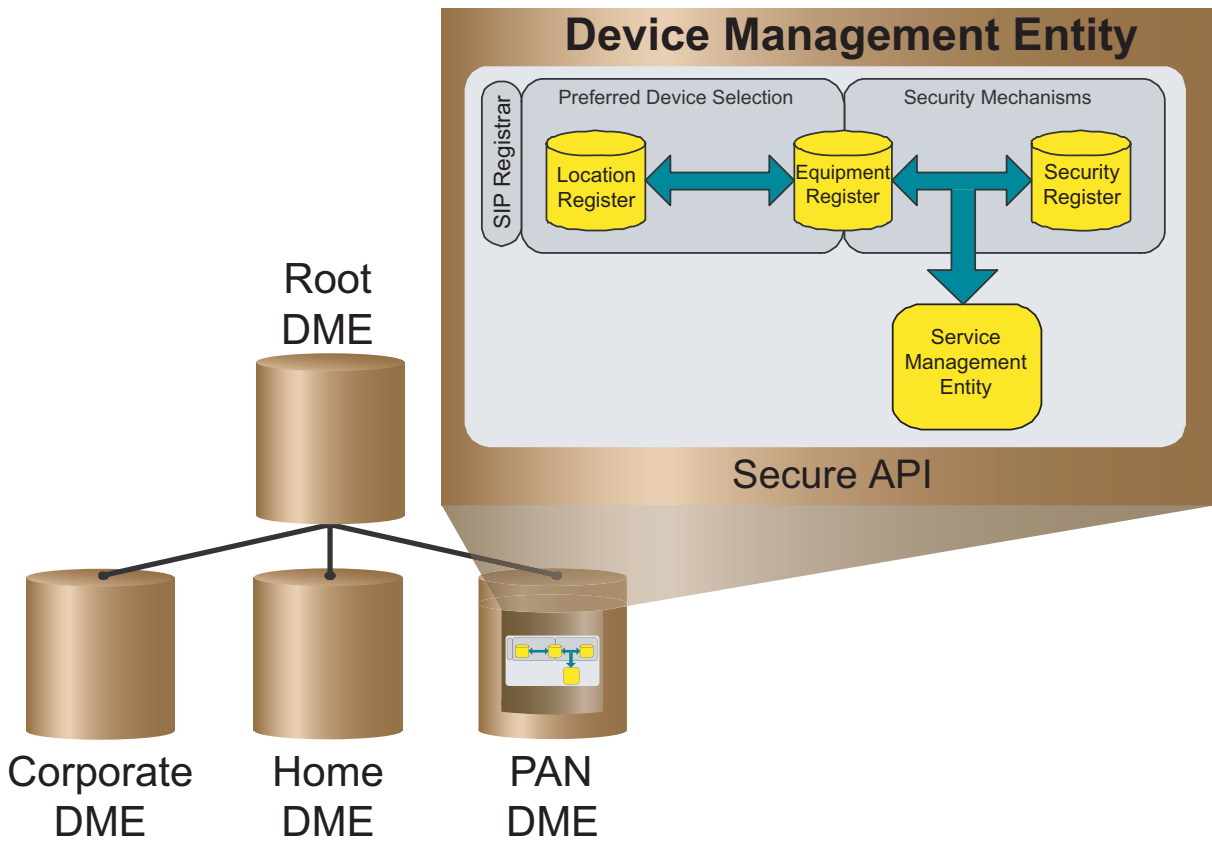 Device Management Entity
SIP Registrar
Preferred Device Selection
Security Mechanisms
Location
Register
Equipment
Register
Security
Register
Service
Management
Entity
Secure API
Root
DME
Corporate
DME
Home
DME
PAN
DME